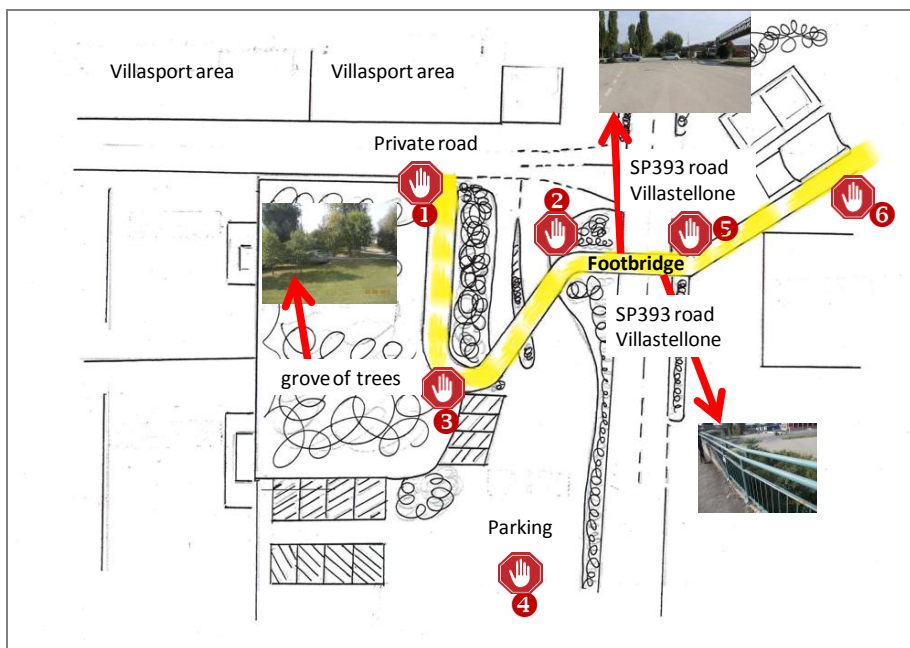 Villasport area
Villasport area
Private road
1
2
SP393 road
Villastellone
5
6
Footbridge
SP393 road
Villastellone
grove of trees
3
Parking
4